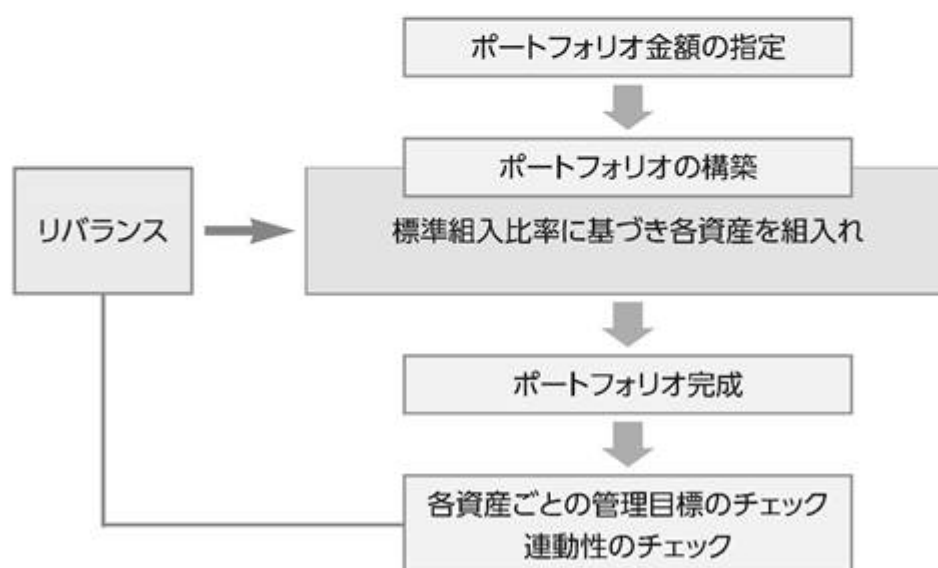 ポートフォリオ金額の指定
ポートフォリオの構築
リバランス
標準組入比率に基づき各資産を組入れ
ポートフォリオ完成
各資産ごとの管理目標のチェック
連動性のチェック